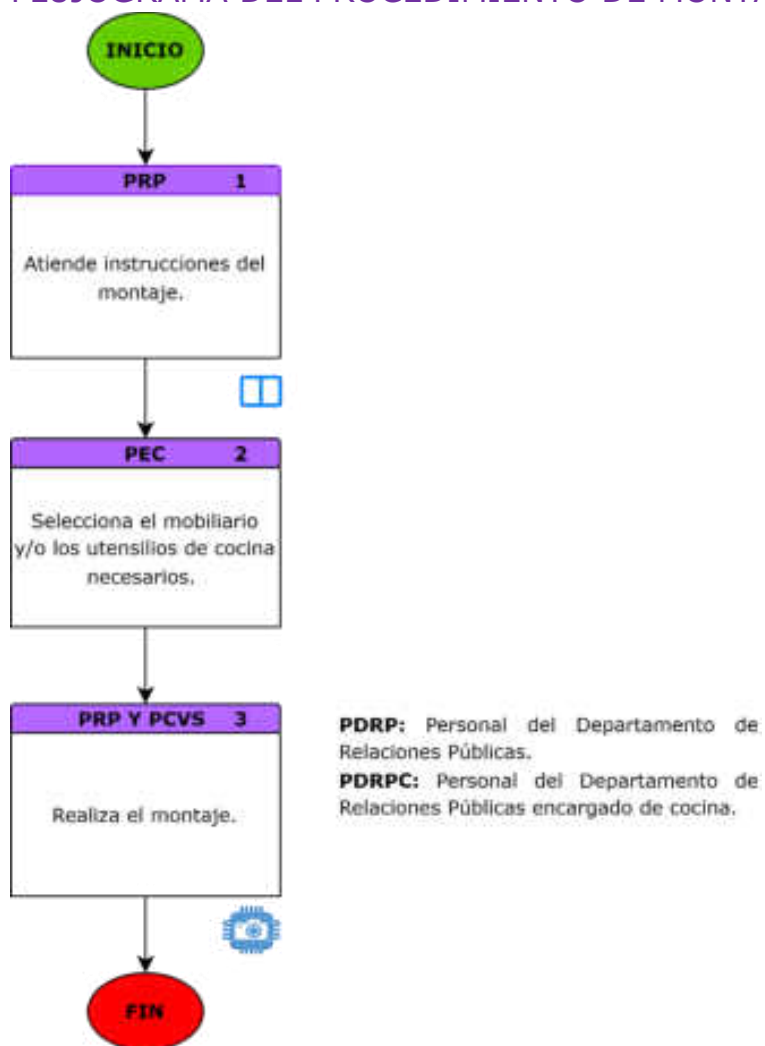 INICIO
PRP 1
Atiende instrucciones del
montaje.
PEC 2
Selecciona el mobiliario
y/o los utensilios de cocina
necesarios.
PRP Y PCVS 3
Realiza el montaje.
PDRP: Personal del Departamento de
Relaciones Públicas.
PDRPC: Personal del Departamento de
Relaciones Públicas encargado de cocina.
FIN